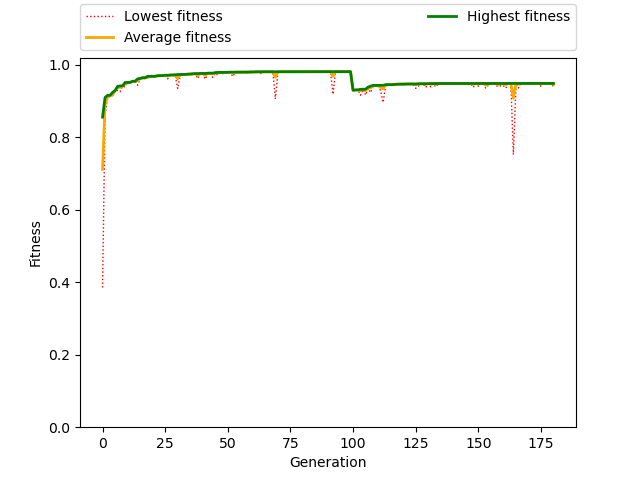 Lowest fitness
Average fitness
Highest fitness
1.0
0.8
0.6
0.4
0.2
0.0
Fitness
0 25 50 75 100 125 150 175
Generation